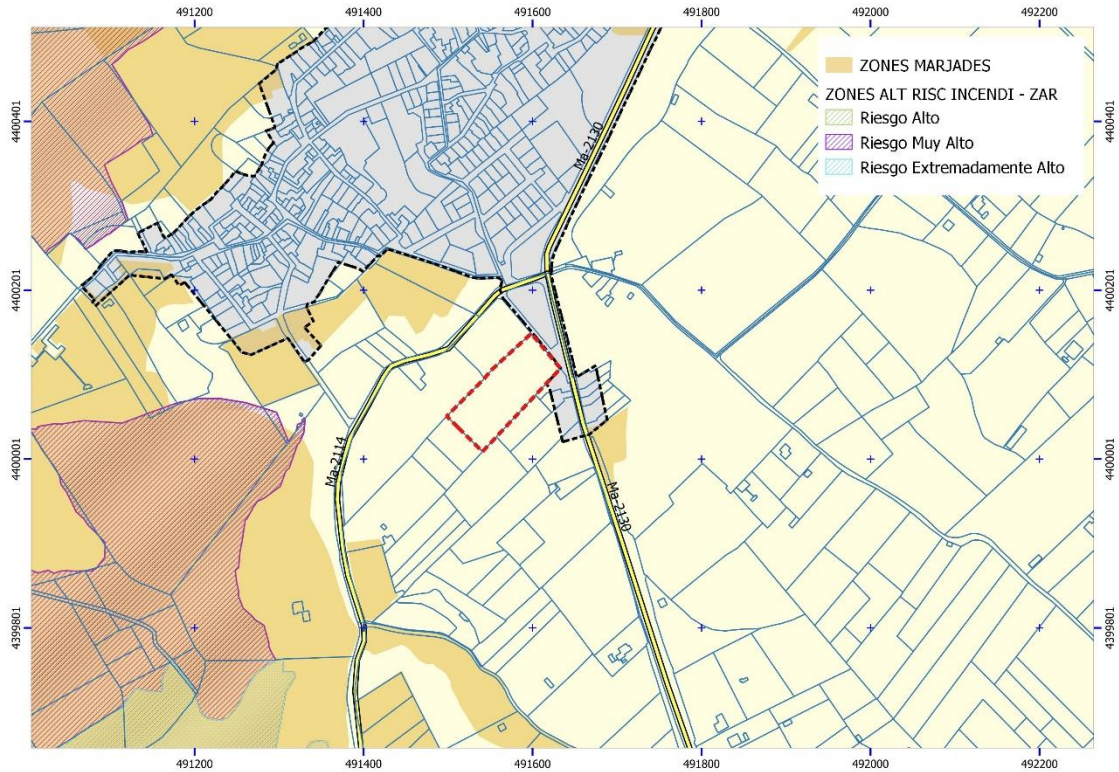 491200 491400 491600 491800 492000 492200
4400401 4400401
ZONES MARJADES
ZONES ALT RISC INCENDI - ZAR
Riesgo Alto
Riesgo Muy Alto
Riesgo Extremadamente Alto
Ma-2130
4400201 4400201
Ma-2114
4400001 4400001
Ma-2130
4399801 4399801
491200 491400 491600 491800 492000 492200